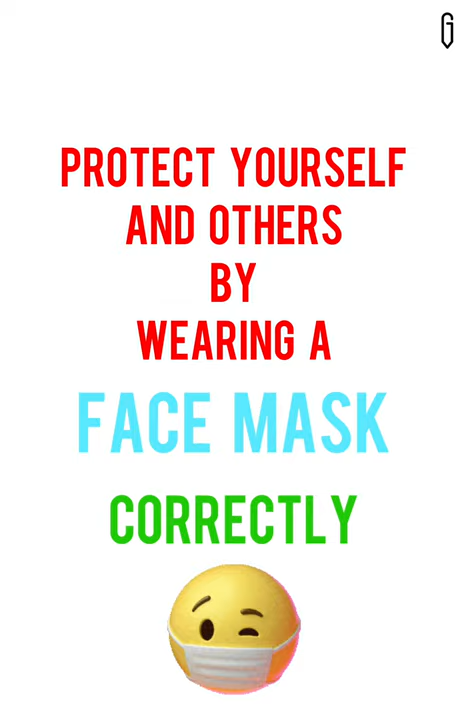 PROTECT YOURSELF
AND OTHERS
BY
WEARING A
FACE MASK
CORRECTLY